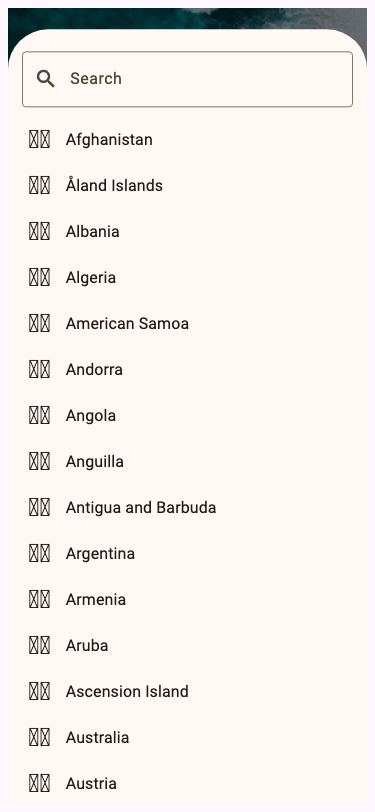 Search
Afghanistan
Åland Islands
Albania
Algeria
American Samoa
Andorra
Angola
Anguilla
Antigua and Barbuda
Argentina
Armenia
Aruba
Ascension Island
Australia
Austria